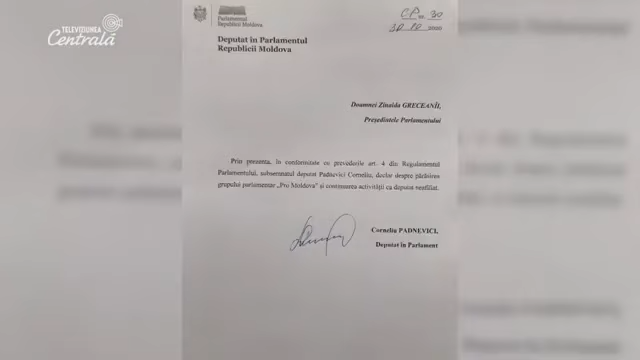 TELEVIZIUNEA
Centrală
Parlamentul
Republicii Moldova
CP nr. 30
30.10
Deputat în Parlamentul
Republicii Moldova
Doamnei Zinaida GRECEANÎI,
Președintele Parlamentului
Prin prezenta, în conformitate cu prevederile art. 4 din Regulamentul
Parlamentului, subsemnatul deputat Padnevici Corneliu, declar despre părăsirea
grupului parlamentar „Pro Moldova” și continuarea activității ca deputat neafiliat.
Corneliu PADNEVICI,
Deputat în Parlament